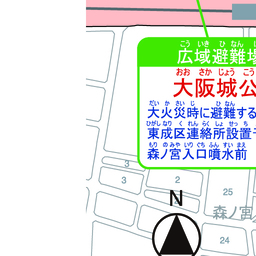 こう いき ひ なん
広域避難場
おお さか じょう こう
大阪城公
だい か さい じ ひ なん
大火災時に避難する
ひがしなり く れん らく しょ せっ ち
東成区連絡所設置予
もり の みや いり ぐち ふん すい まえ
森ノ宮入口噴水前
3
3
2
25
森ノ宮
N
24